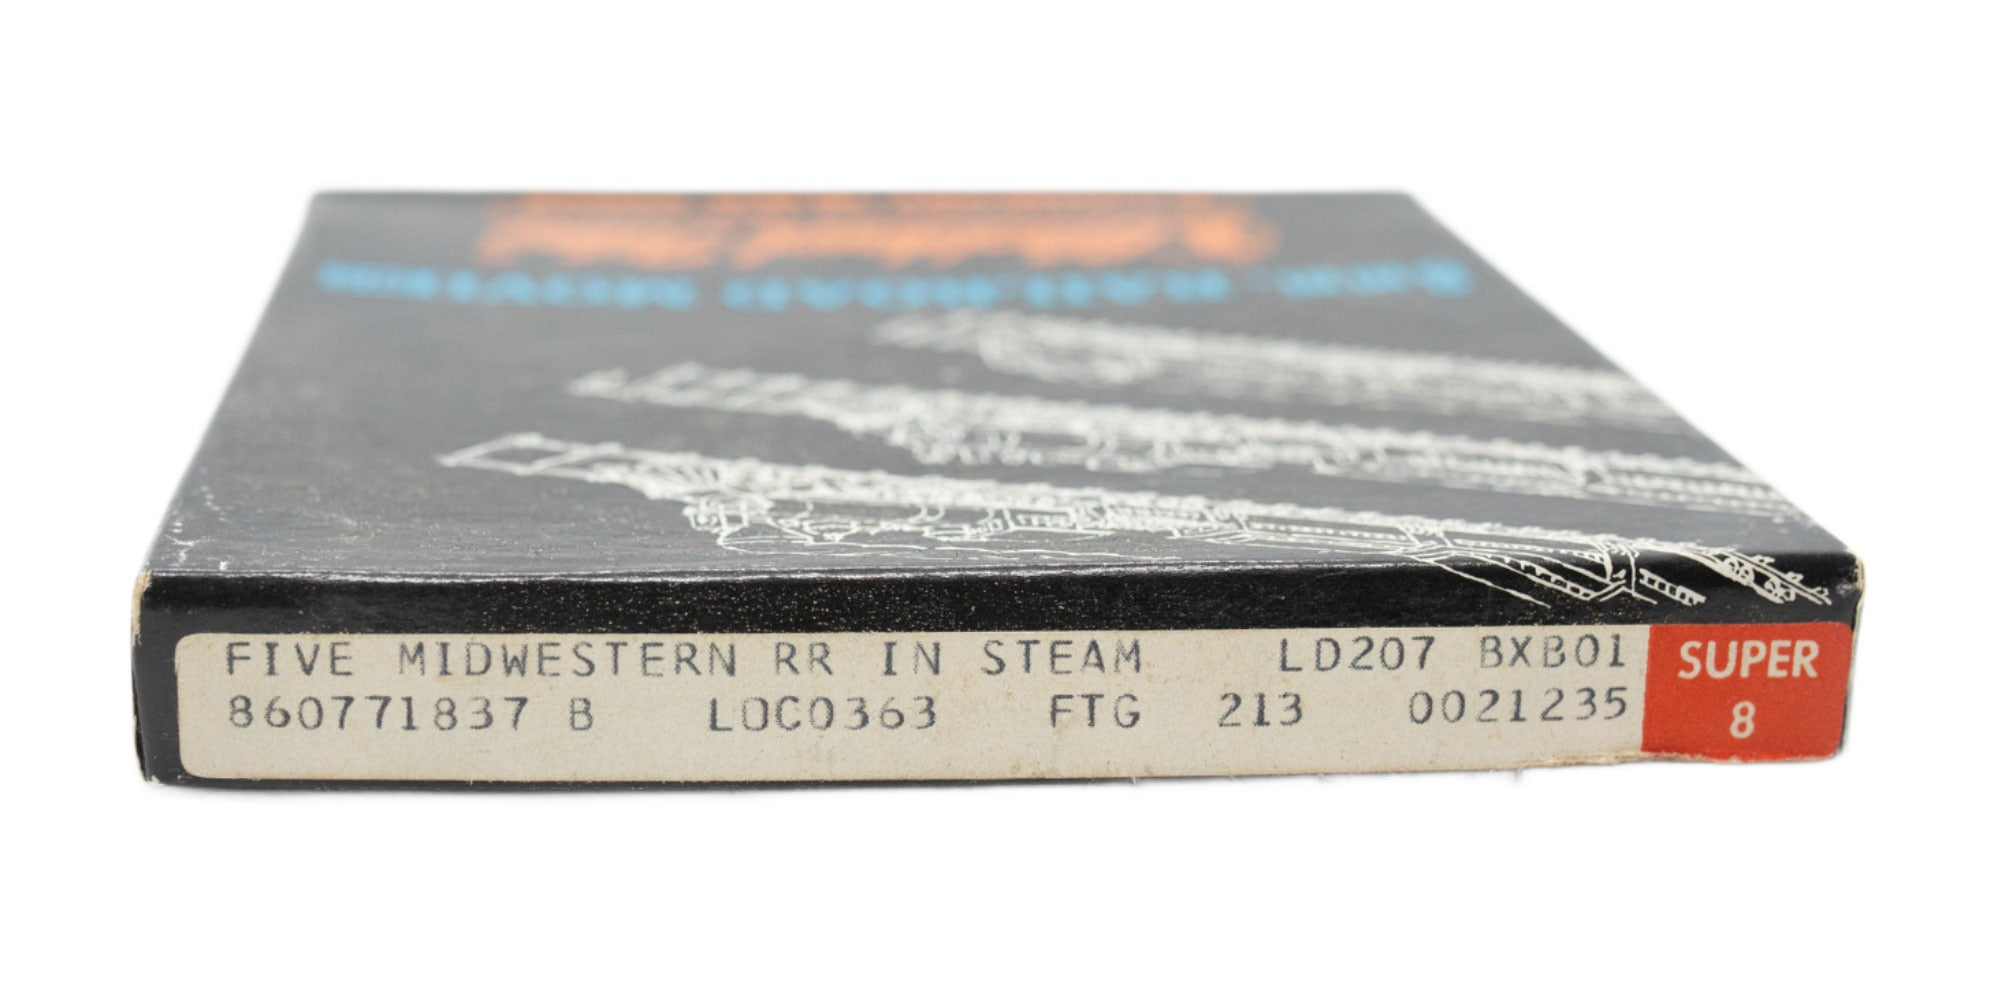 FIVE MIDWESTERN RR IN STEAM LD207 BXB01
860771837 B LOC0363 FTG 213 0021235
SUPER
8